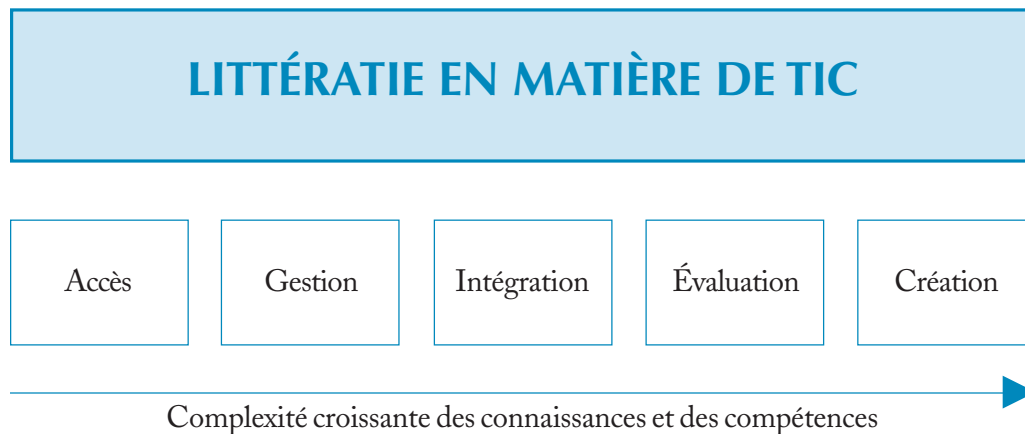 LITTÉRATIE EN MATIÈRE DE TIC
Accès
Gestion
Intégration
Évaluation
Création
Complexité croissante des connaissances et des compétences